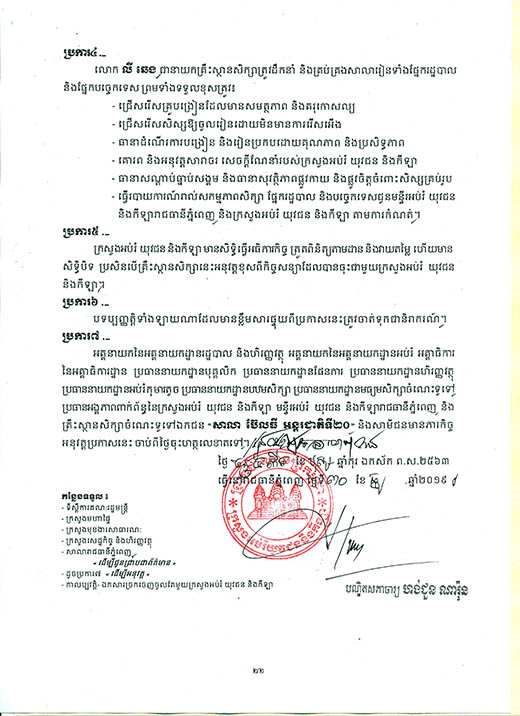 ប្រការ៤ ._
លោក លី ឆេង ជានាយកគ្រឹះស្ថានសិក្សាត្រូវដឹកនាំ និងគ្រប់គ្រងសាលារៀនទាំងផ្នែករដ្ឋបាល
និងផ្នែកបច្ចេកទេស ព្រមទាំងទទួលខុសត្រូវ៖
- ជ្រើសរើសគ្រូបង្រៀនដែលមានសមត្ថភាព និងគរុកោសល្យ
- ជ្រើសរើសសិស្សឱ្យចូលរៀនដោយមិនមានការរើសអើង
- ធានាដំណើរការបង្រៀន និងរៀនប្រកបដោយគុណភាព និងប្រសិទ្ធភាព
- គោរព និងអនុវត្តសារាចរ សេចក្តីណែនាំរបស់ក្រសួងអប់រំ យុវជន និងកីឡា
- ធានាសណ្តាប់ធ្នាប់សង្គម និងធានាសុវត្ថិភាពផ្លូវកាយ និងផ្លូវចិត្តចំពោះសិស្សគ្រប់រូប
- ធ្វើរបាយការណ៍រាល់សកម្មភាពសិក្សា ផ្នែករដ្ឋបាល និងបច្ចេកទេសជូនមន្ទីរអប់រំ យុវជន
និងកីឡារាជធានីភ្នំពេញ និងក្រសួងអប់រំ យុវជន និងកីឡា តាមការកំណត់។
ប្រការ៥ ._
ក្រសួងអប់រំ យុវជន និងកីឡា មានសិទ្ធិធ្វើអធិការកិច្ច ត្រួតពិនិត្យតាមដាន និងវាយតម្លៃ ហើយមាន
សិទ្ធិបិទ ប្រសិនបើគ្រឹះស្ថានសិក្សានេះអនុវត្តខុសពីកិច្ចសន្យាដែលបានចុះជាមួយក្រសួងអប់រំ យុវជន
និងកីឡា។
ប្រការ៦ ._
បទប្បញ្ញត្តិទាំងឡាយណាដែលមានខ្លឹមសារផ្ទុយពីប្រកាសនេះត្រូវចាត់ទុកជានិរាករណ៍។
ប្រការ៧ ._
អគ្គនាយកនៃអគ្គនាយកដ្ឋានរដ្ឋបាល និងហិរញ្ញវត្ថុ អគ្គនាយកនៃអគ្គនាយកដ្ឋានអប់រំ អគ្គាធិការ
នៃអគ្គាធិការដ្ឋាន ប្រធាននាយកដ្ឋានបុគ្គលិក ប្រធាននាយកដ្ឋានផែនការ ប្រធាននាយកដ្ឋានហិរញ្ញវត្ថុ
ប្រធាននាយកដ្ឋានអប់រំកុមារតូច ប្រធាននាយកដ្ឋានបឋមសិក្សា ប្រធាននាយកដ្ឋានមធ្យមសិក្សាចំណេះទូទៅ
ប្រធានអង្គភាពពាក់ព័ន្ធនៃក្រសួងអប់រំ យុវជន និងកីឡា មន្ទីរអប់រំ យុវជន និងកីឡារាជធានីភ្នំពេញ និង
គ្រឹះស្ថានសិក្សាចំណេះទូទៅឯកជន "សាលា ប៊ែលធី អន្តរជាតិទី២០" និងសាមីជនមានភារកិច្ច
អនុវត្តប្រកាសនេះ ចាប់ពីថ្ងៃចុះហត្ថលេខាតទៅ។
ថ្ងៃ ខែ ឆ្នាំកុរ ឯកស័ក ព.ស.២៥៦៣
ធ្វើនៅរាជធានីភ្នំពេញ ថ្ងៃទី៣០ ខែ ឆ្នាំ២០១៩
កន្លែងទទួល :
- ទីស្តីការគណៈរដ្ឋមន្ត្រី
- ក្រសួងមហាផ្ទៃ
- ក្រសួងមុខងារសាធារណៈ
- ក្រសួងសេដ្ឋកិច្ច និងហិរញ្ញវត្ថុ
- សាលារាជធានីភ្នំពេញ
« ដើម្បីជូនជ្រាបព័ត៌មាន »
- ដូចប្រការ៧ « ដើម្បីអនុវត្ត »
- កាលប្បវត្តិ- ឯកសារច្រកចេញចូលតែមួយក្រសួងអប់រំ យុវជន និងកីឡា
ក្រសួងអប់រំ យុវជន និងកីឡា
បណ្ឌិតសភាចារ្យ ហង់ជួន ណារ៉ុន
២២